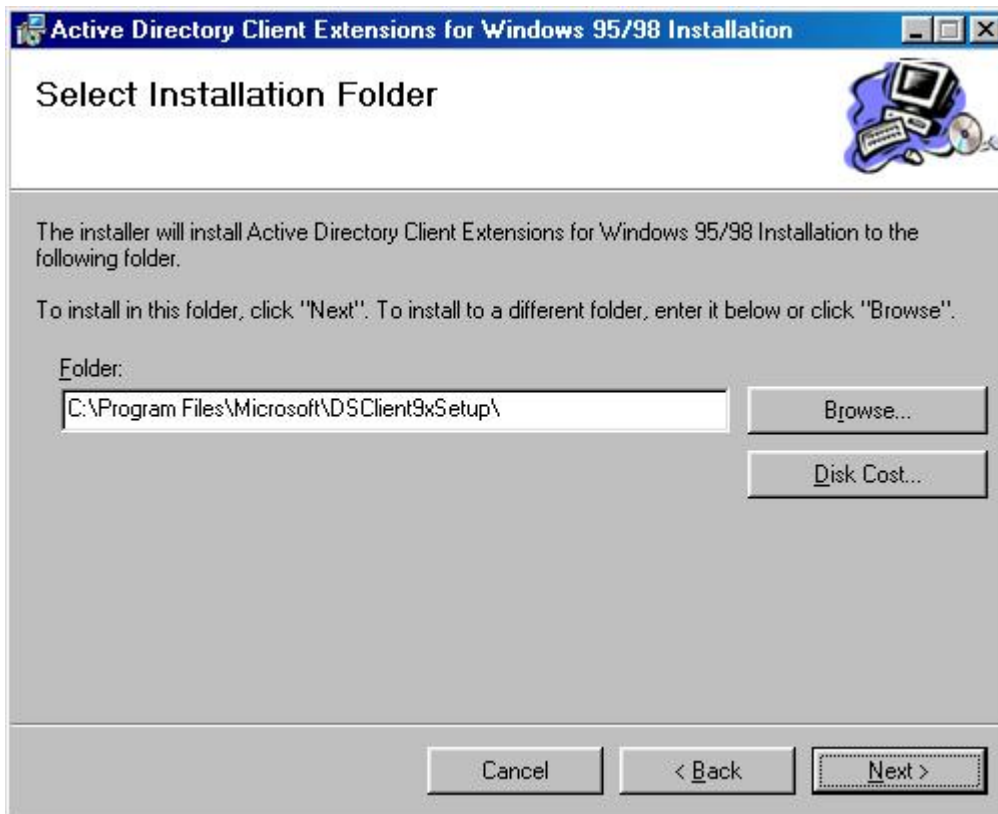 Active Directory Client Extensions for Windows 95/98 Installation
Select Installation Folder
The installer will install Active Directory Client Extensions for Windows 95/98 Installation to the
following folder.
To install in this folder, click "Next". To install to a different folder, enter it below or click "Browse".
Folder:
C:\Program Files\Microsoft\DSClient9xSetup\
Browse...
Disk Cost...
Cancel
< Back
Next >